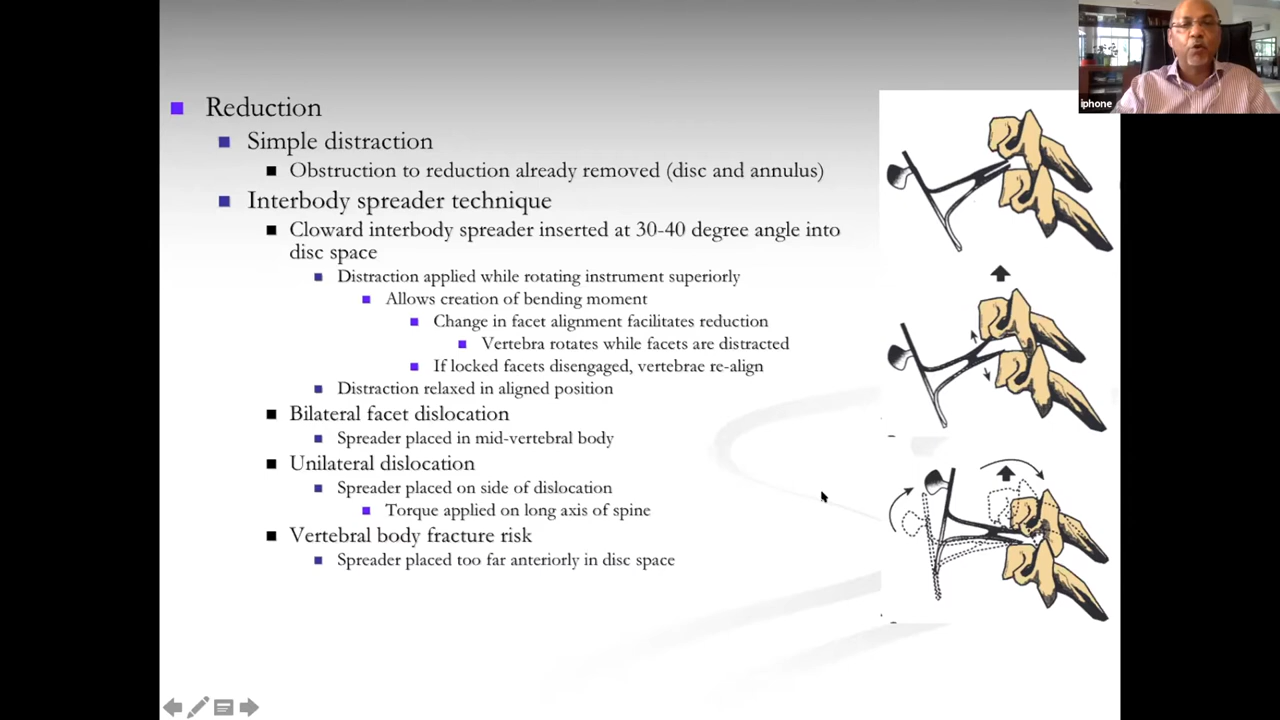 iphone
Reduction
Simple distraction
Obstruction to reduction already removed (disc and annulus)
Interbody spreader technique
Cloward interbody spreader inserted at 30-40 degree angle into
disc space
Distraction applied while rotating instrument superiorly
Allows creation of bending moment
Change in facet alignment facilitates reduction
Vertebra rotates while facets are distracted
If locked facets disengaged, vertebrae re-align
Distraction relaxed in aligned position
Bilateral facet dislocation
Spreader placed in mid-vertebral body
Unilateral dislocation
Spreader placed on side of dislocation
Torque applied on long axis of spine
Vertebral body fracture risk
Spreader placed too far anteriorly in disc space